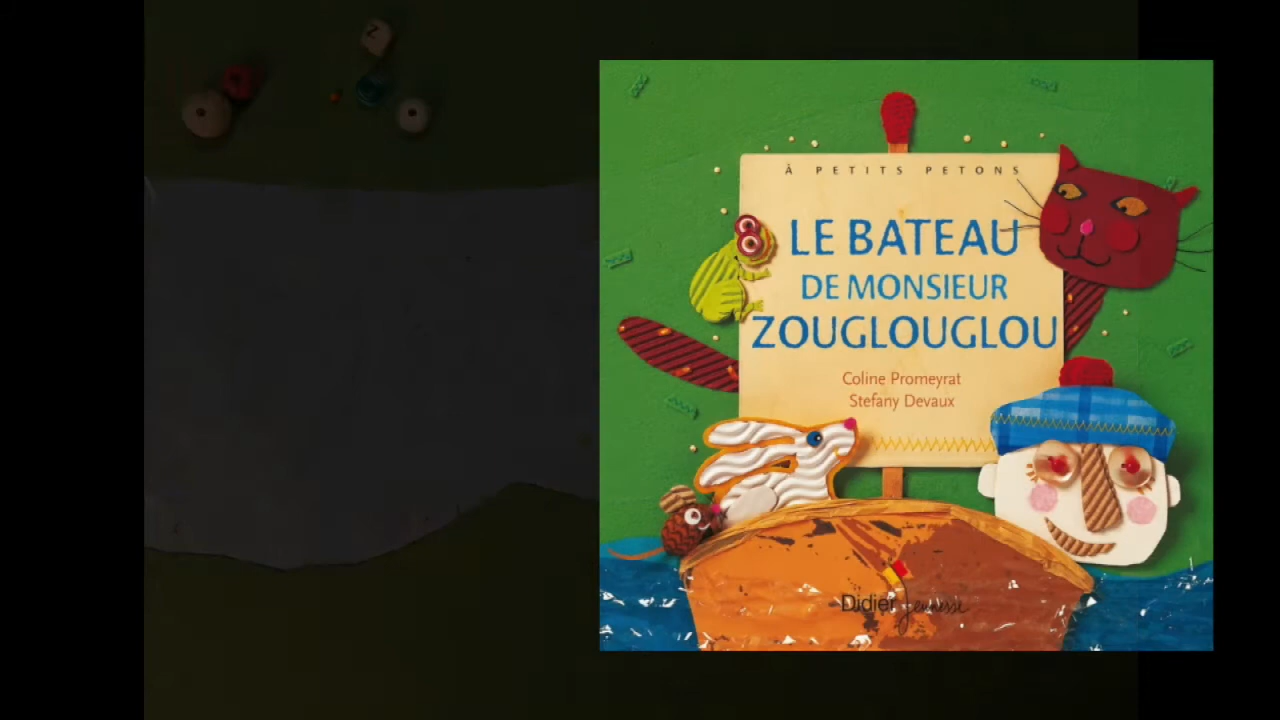 Z
À PETITS PETONS
LE BATEAU
DE MONSIEUR
ZOUGLOUGLOU
Coline Promeyrat
Stefany Devaux
Didier Jeunesse